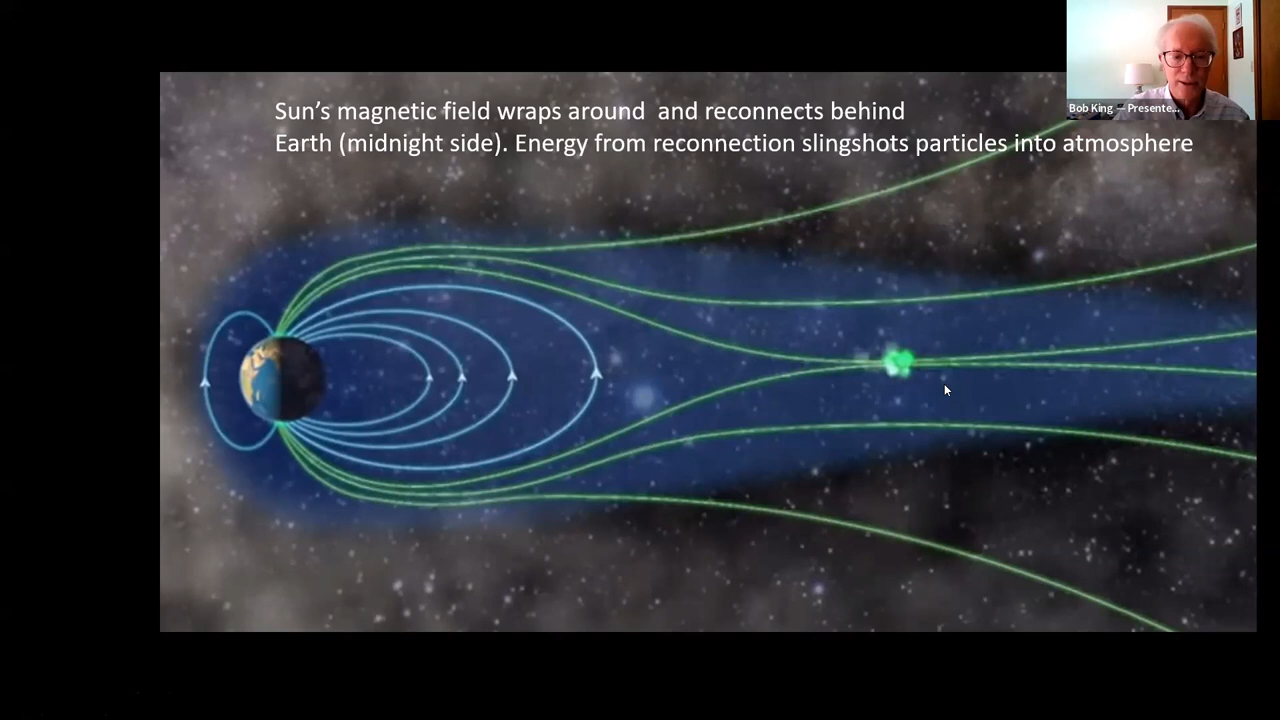 Sun's magnetic field wraps around  and reconnects behind
Earth (midnight side). Energy from reconnection slingshots particles into atmosphere
Bob King — Presente...